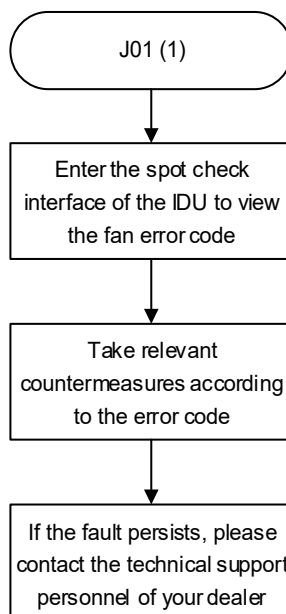 J01 (1)
Enter the spot check
interface of the IDU to view
the fan error code
Take relevant
countermeasures according
to the error code
If the fault persists, please
contact the technical support
personnel of your dealer